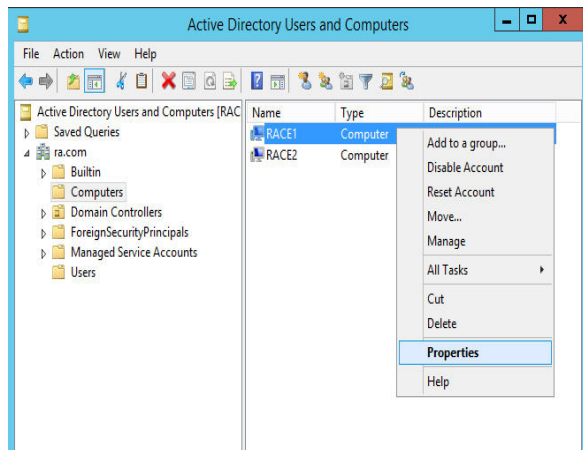 Active Directory Users and Computers
File Action View Help
Active Directory Users and Computers [RAC
Saved Queries
ra.com
Builtin
Computers
Domain Controllers
ForeignSecurityPrincipals
Managed Service Accounts
Users
Name Type Description
RACE1 Computer
RACE2 Computer
Add to a group...
Disable Account
Reset Account
Move...
Manage
All Tasks
Cut
Delete
Properties
Help